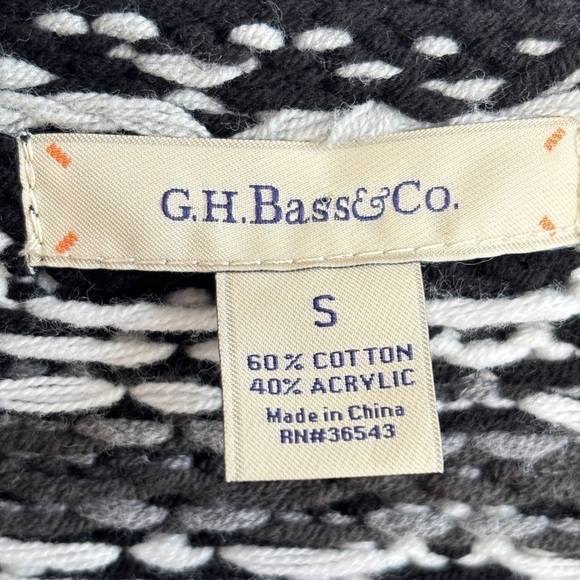 G.H.Bass&Co.
S
60% COTTON
40% ACRYLIC
Made in China
RN#36543